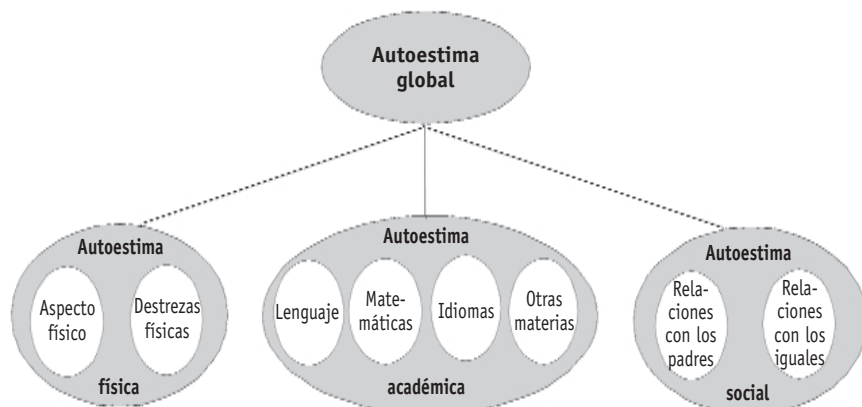 Autoestima
global
Autoestima
Aspecto
físico
Destrezas
físicas
física
Autoestima
Lenguaje
Mate-
máticas
Idiomas
Otras
materias
académica
Autoestima
Rela-
ciones
con los
padres
Rela-
ciones
con los
iguales
social